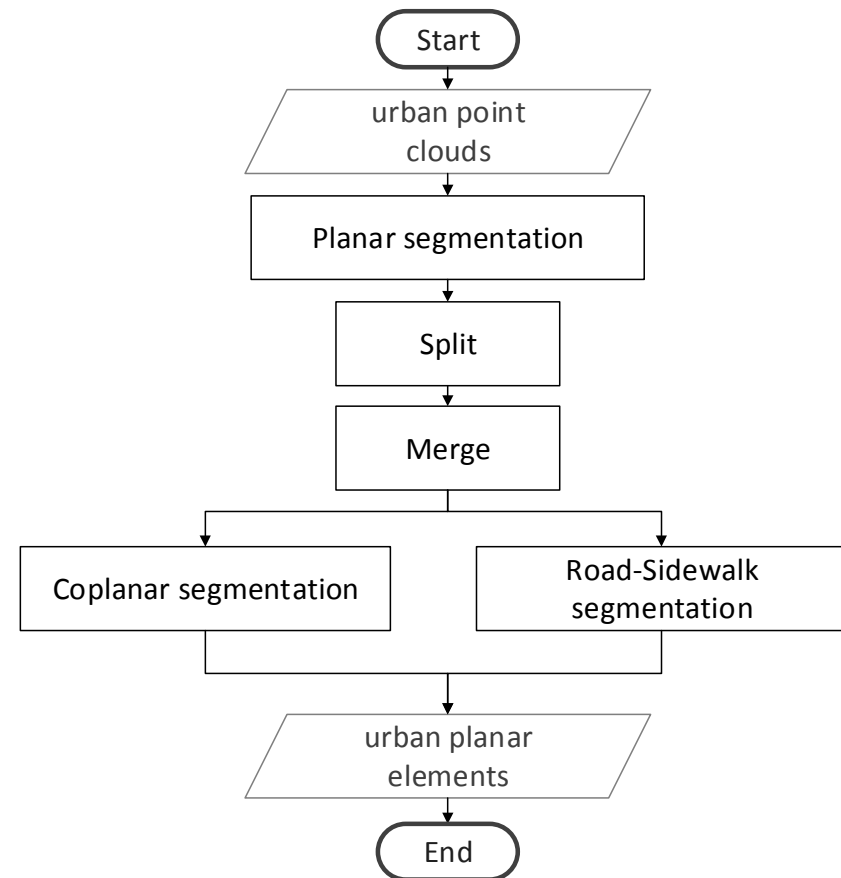 Start
urban point
clouds
Planar segmentation
Split
Merge
Coplanar segmentation
Road-Sidewalk
segmentation
urban planar
elements
End